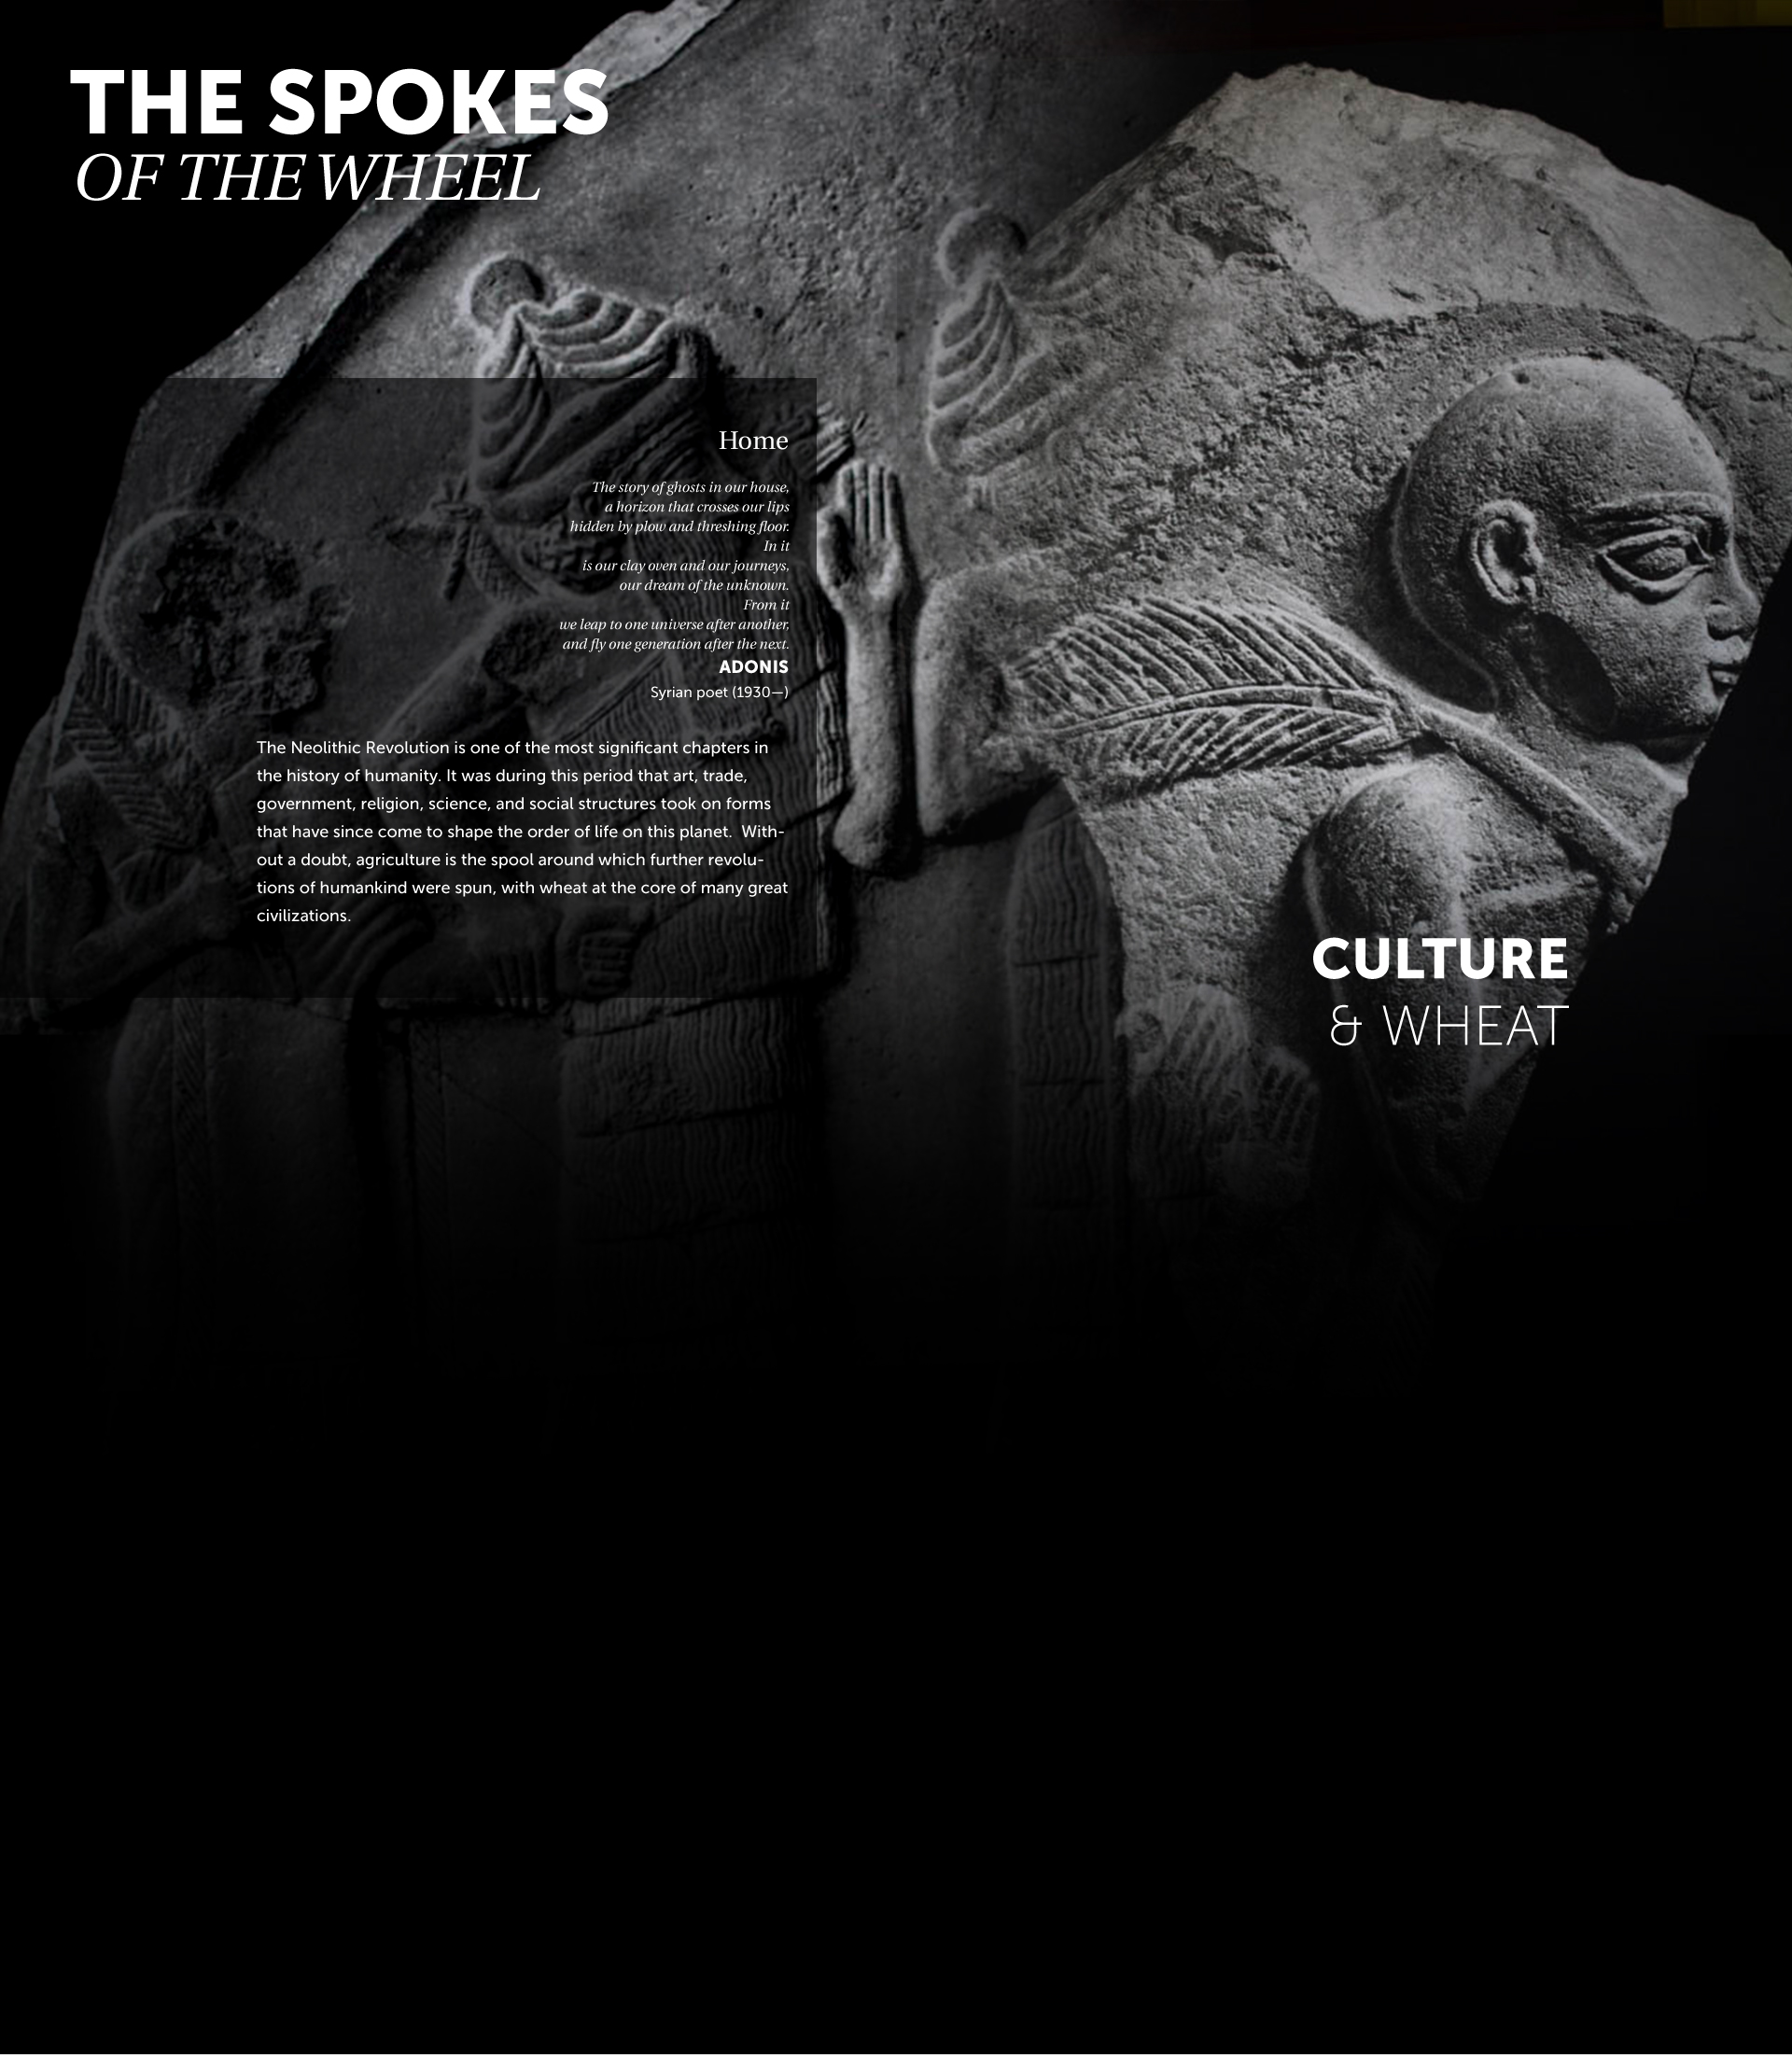 THE SPOKES
OF THE WHEEL
Home
The story of ghosts in our house,
a horizon that crosses our lips
hidden by plow and threshing floor.
In it
is our clay oven and our journeys,
our dream of the unknown.
From it
we leap to one universe after another,
and fly one generation after the next.
ADONIS
Syrian poet (1930—)
The Neolithic Revolution is one of the most significant chapters in
the history of humanity. It was during this period that art, trade,
government, religion, science, and social structures took on forms
that have since come to shape the order of life on this planet.  With-
out a doubt, agriculture is the spool around which further revolu-
tions of humankind were spun, with wheat at the core of many great
civilizations.
CULTURE
& WHEAT